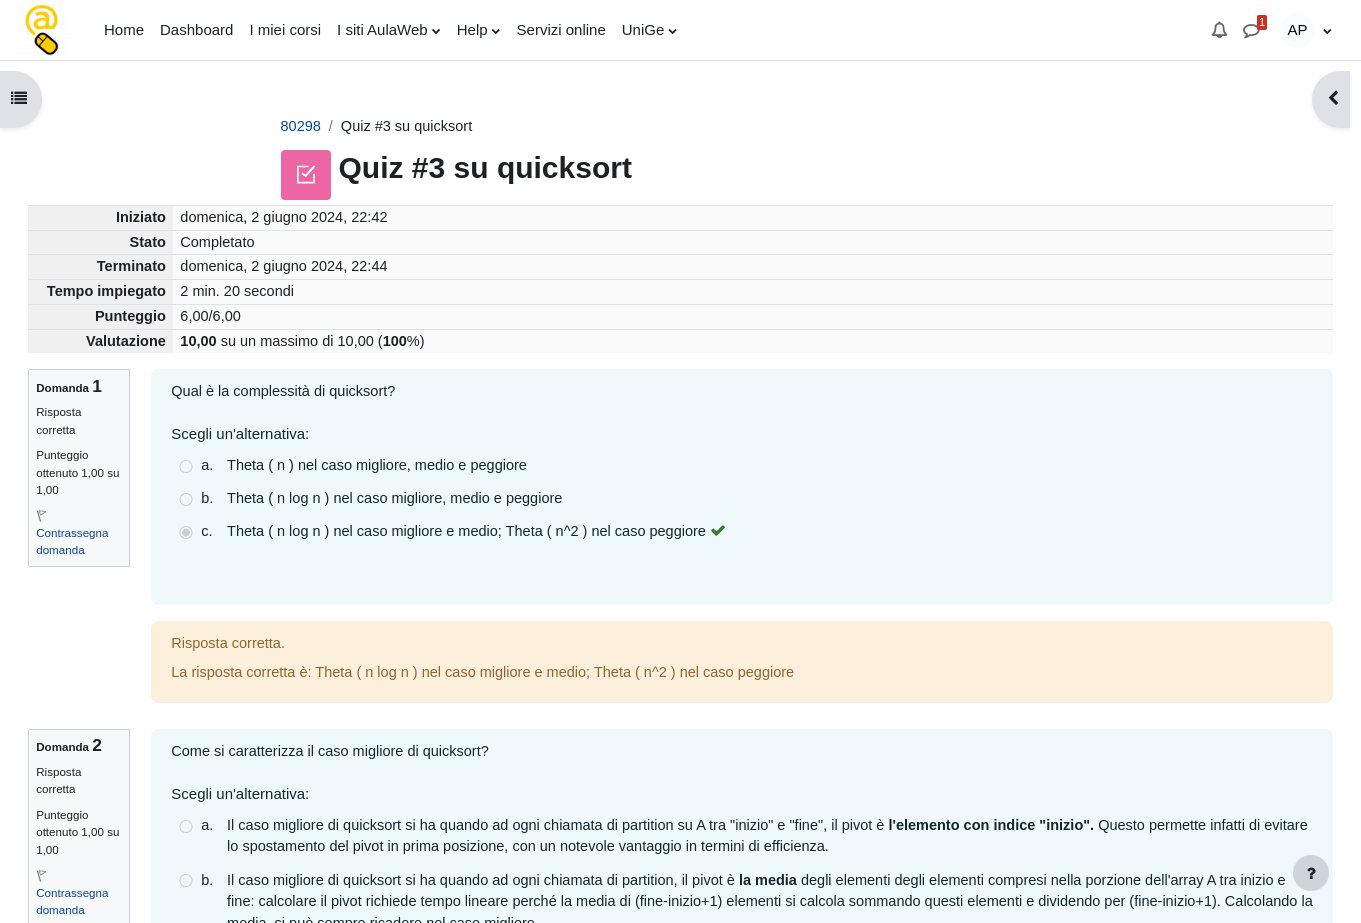 Home Dashboard I miei corsi I siti AulaWeb Help Servizi online UniGe 1 AP
80298 / Quiz #3 su quicksort
Quiz #3 su quicksort
Iniziato domenica, 2 giugno 2024, 22:42
Stato Completato
Terminato domenica, 2 giugno 2024, 22:44
Tempo impiegato 2 min. 20 secondi
Punteggio 6,00/6,00
Valutazione 10,00 su un massimo di 10,00 (100%)
Domanda 1
Risposta
corretta
Punteggio
ottenuto 1,00 su
1,00
Contrassegna
domanda
Qual è la complessità di quicksort?
Scegli un'alternativa:
a. Theta ( n ) nel caso migliore, medio e peggiore
b. Theta ( n log n ) nel caso migliore, medio e peggiore
c. Theta ( n log n ) nel caso migliore e medio; Theta ( n^2 ) nel caso peggiore
Risposta corretta.
La risposta corretta è: Theta ( n log n ) nel caso migliore e medio; Theta ( n^2 ) nel caso peggiore
Domanda 2
Risposta
corretta
Punteggio
ottenuto 1,00 su
1,00
Contrassegna
domanda
Come si caratterizza il caso migliore di quicksort?
Scegli un'alternativa:
a. Il caso migliore di quicksort si ha quando ad ogni chiamata di partition su A tra "inizio" e "fine", il pivot è l'elemento con indice "inizio". Questo permette infatti di evitare
lo spostamento del pivot in prima posizione, con un notevole vantaggio in termini di efficienza.
b. Il caso migliore di quicksort si ha quando ad ogni chiamata di partition, il pivot è la media degli elementi degli elementi compresi nella porzione dell'array A tra inizio e
fine: calcolare il pivot richiede tempo lineare perché la media di (fine-inizio+1) elementi si calcola sommando questi elementi e dividendo per (fine-inizio+1). Calcolando la
media, si può sempre ricadere nel caso migliore.
?